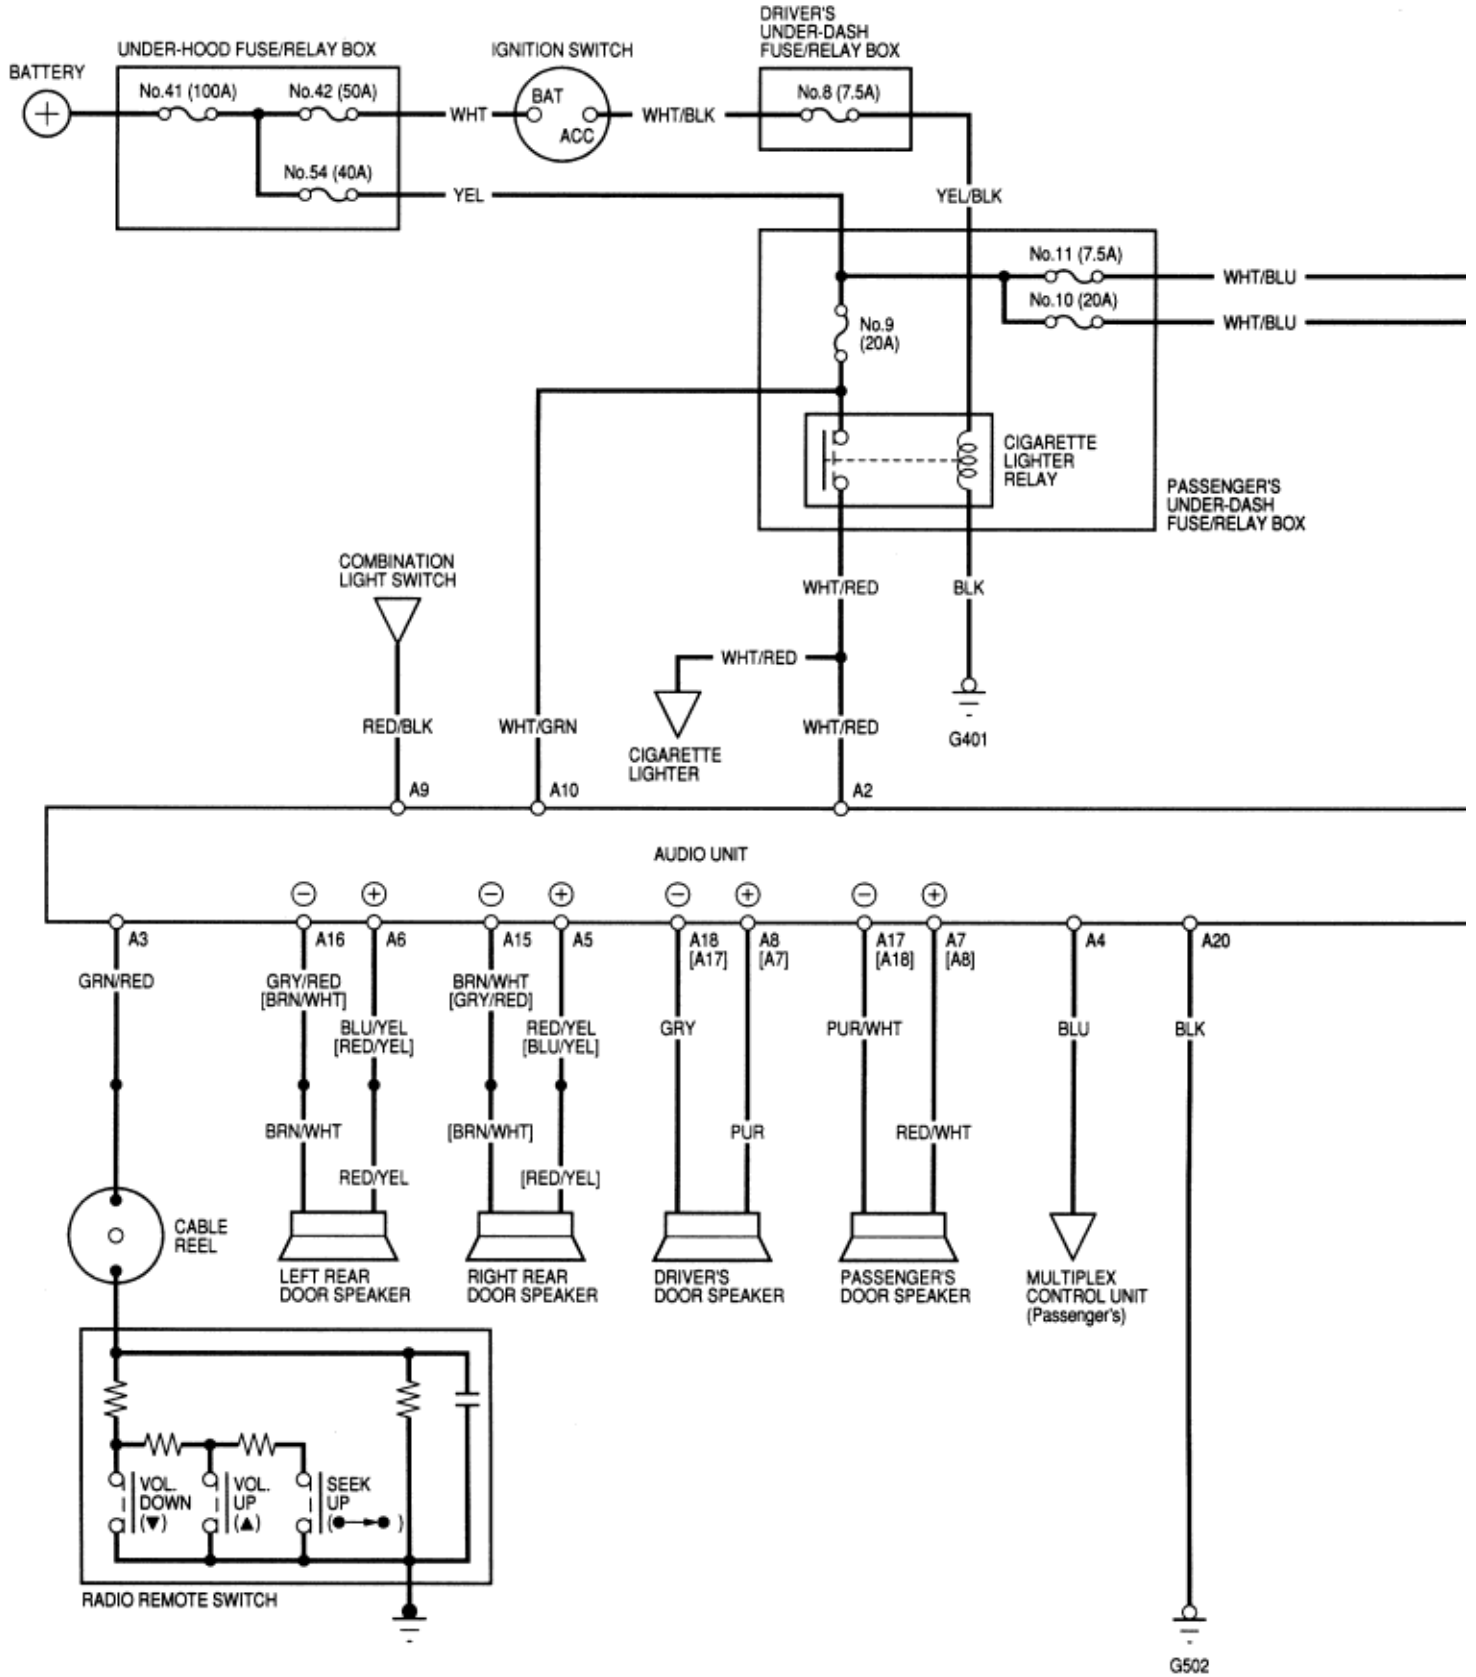 DRIVER'S
UNDER-DASH
FUSE/RELAY BOX
UNDER-HOOD FUSE/RELAY BOX
IGNITION SWITCH
BATTERY
No.41 (100A)
No.42 (50A)
BAT
No.8 (7.5A)
WHT
WHT/BLK
ACC
No.54 (40A)
YEL
YEL/BLK
No.11 (7.5A)
WHT/BLU
No.10 (20A)
WHT/BLU
No.9
(20A)
CIGARETTE
LIGHTER
RELAY
PASSENGER'S
UNDER-DASH
FUSE/RELAY BOX
COMBINATION
LIGHT SWITCH
WHT/RED
BLK
WHT/RED
RED/BLK
WHT/GRN
WHT/RED
G401
CIGARETTE
LIGHTER
A9
A10
A2
AUDIO UNIT
A3
A16
A6
A15
A5
A18
[A17]
A8
[A7]
A17
[A18]
A7
[A8]
A4
A20
GRN/RED
GRY/RED
[BRN/WHT]
BRN/WHT
[GRY/RED]
BLU/YEL
[RED/YEL]
RED/YEL
[BLU/YEL]
GRY
PUR/WHT
BLU
BLK
BRN/WHT
[BRN/WHT]
PUR
RED/WHT
RED/YEL
[RED/YEL]
CABLE
REEL
LEFT REAR
DOOR SPEAKER
RIGHT REAR
DOOR SPEAKER
DRIVER'S
DOOR SPEAKER
PASSENGER'S
DOOR SPEAKER
MULTIPLEX
CONTROL UNIT
(Passenger's)
VOL.
DOWN
(▼)
VOL.
UP
(▲)
SEEK
UP
(●→●)
RADIO REMOTE SWITCH
G502